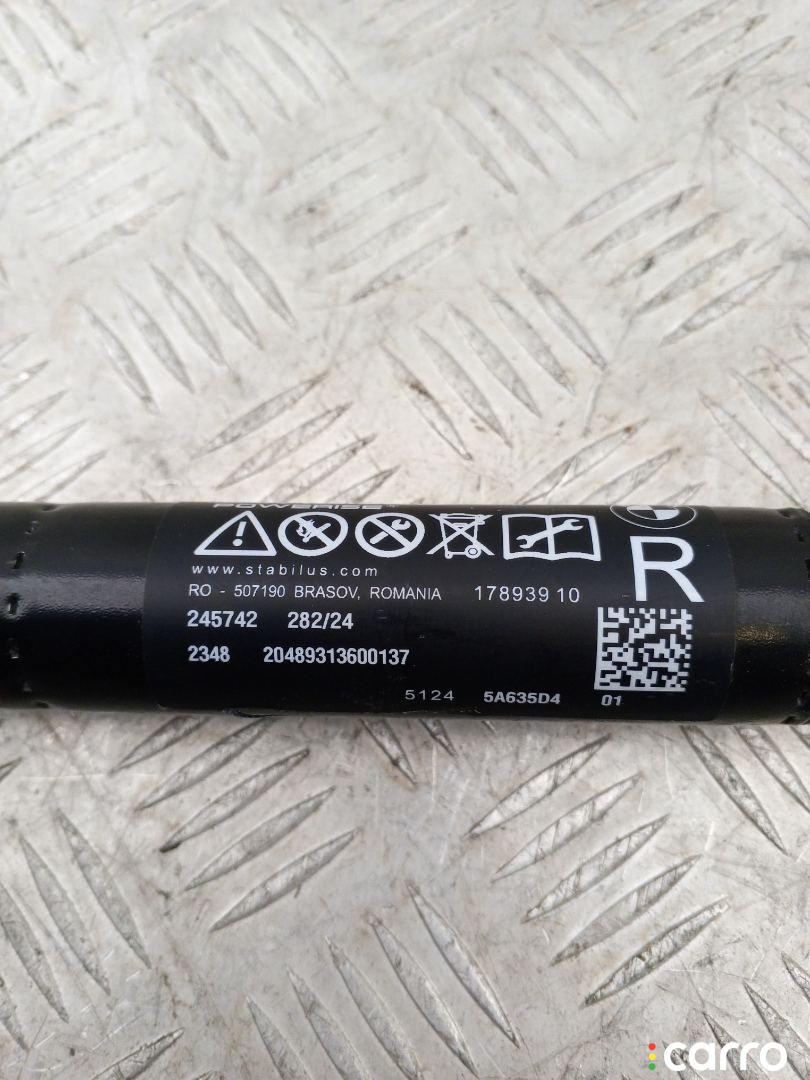 POWERISE
www.stabilus.com
R
RO - 507190 BRASOV, ROMANIA 17893910
245742 282/24
2348 20489313600137
5124 5A635D4 01
carro